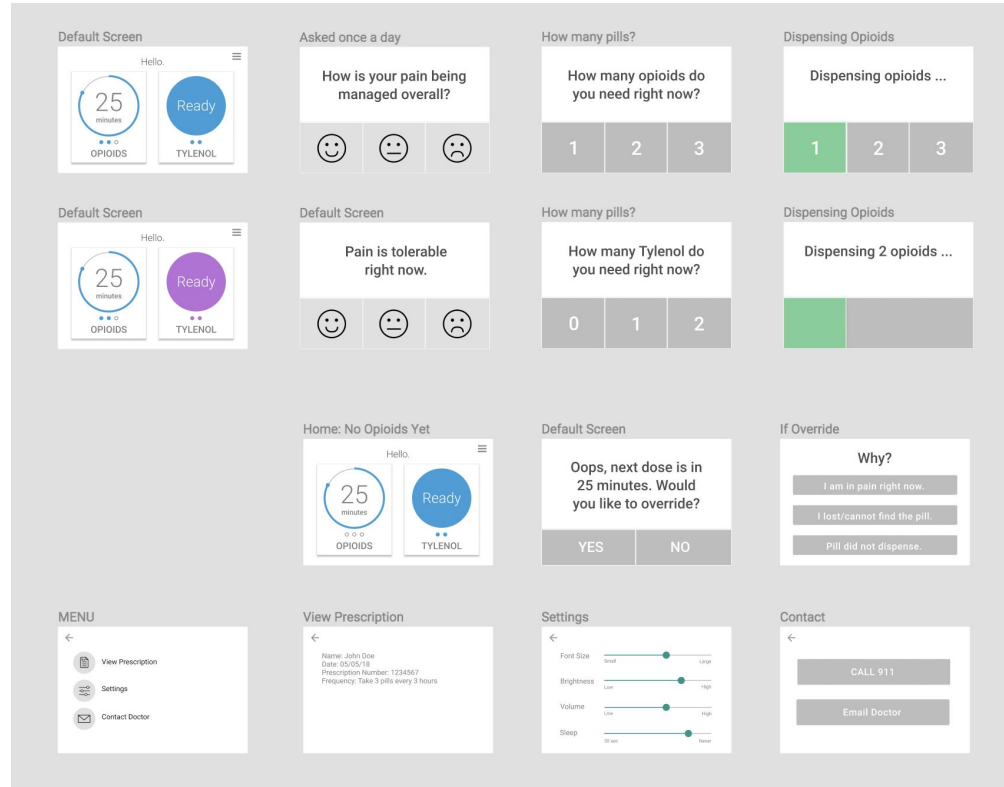 Default Screen
Hello.
25
minutes
OPIOIDS
Ready
TYLENOL
Asked once a day
How is your pain being
managed overall?
How many pills?
How many opioids do
you need right now?
1 2 3
Dispensing Opioids
Dispensing opioids ...
1 2 3
Default Screen
Hello.
25
minutes
OPIOIDS
Ready
TYLENOL
Default Screen
Pain is tolerable
right now.
How many pills?
How many Tylenol do
you need right now?
0 1 2
Dispensing Opioids
Dispensing 2 opioids ...
Home: No Opioids Yet
Hello.
25
minutes
OPIOIDS
Ready
TYLENOL
Default Screen
Oops, next dose is in
25 minutes. Would
you like to override?
YES NO
If Override
Why?
I am in pain right now.
I lost/cannot find the pill.
Pill did not dispense.
MENU
View Prescription
Settings
Contact Doctor
View Prescription
Name: John Doe
Date: 05/05/18
Prescription Number: 1234567
Frequency: Take 3 pills every 3 hours
Settings
Font Size
Small Large
Brightness
Low High
Volume
Low High
Sleep
30 sec Never
Contact
CALL 911
Email Doctor